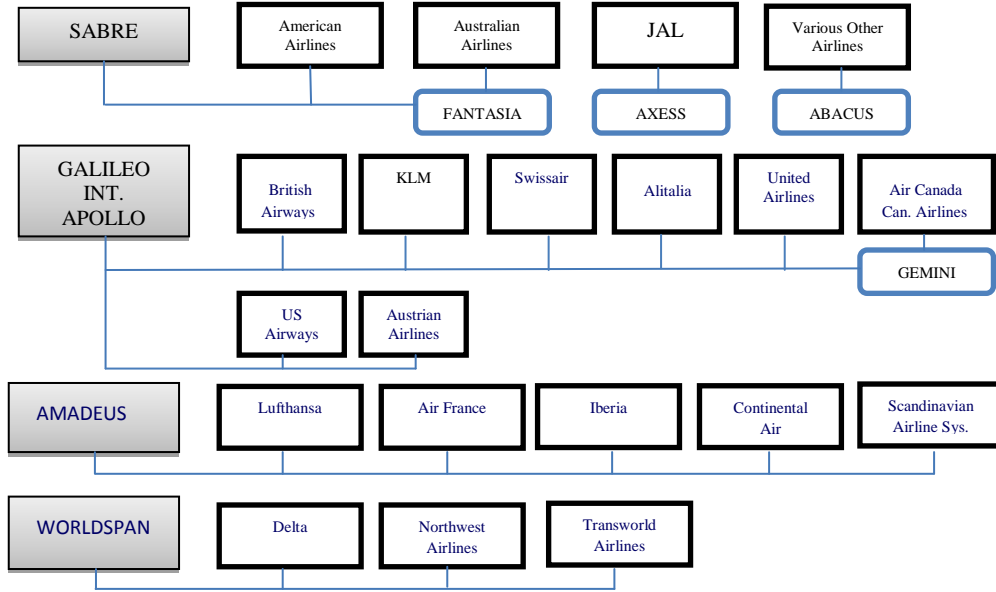 SABRE
American
Airlines
Australian
Airlines
JAL
Various Other
Airlines
FANTASIA
AXESS
ABACUS
GALILEO
INT.
APOLLO
British
Airways
KLM
Swissair
Alitalia
United
Airlines
Air Canada
Can. Airlines
GEMINI
US
Airways
Austrian
Airlines
AMADEUS
Lufthansa
Air France
Iberia
Continental
Air
Scandinavian
Airline Sys.
WORLDSPAN
Delta
Northwest
Airlines
Transworld
Airlines